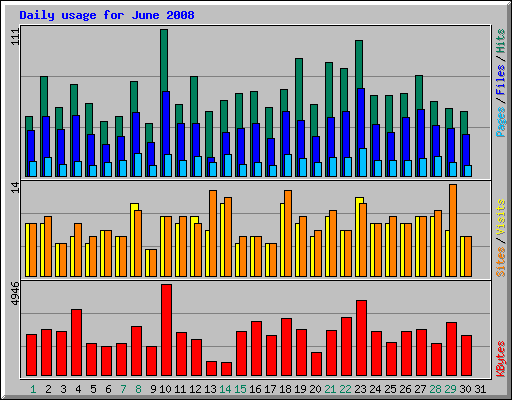 Daily usage for June 2008
111
Pages / Files / Hits
14
Sites / Visits
4946
KBytes
1 2 3 4 5 6 7 8 9 10 11 12 13 14 15 16 17 18 19 20 21 22 23 24 25 26 27 28 29 30 31